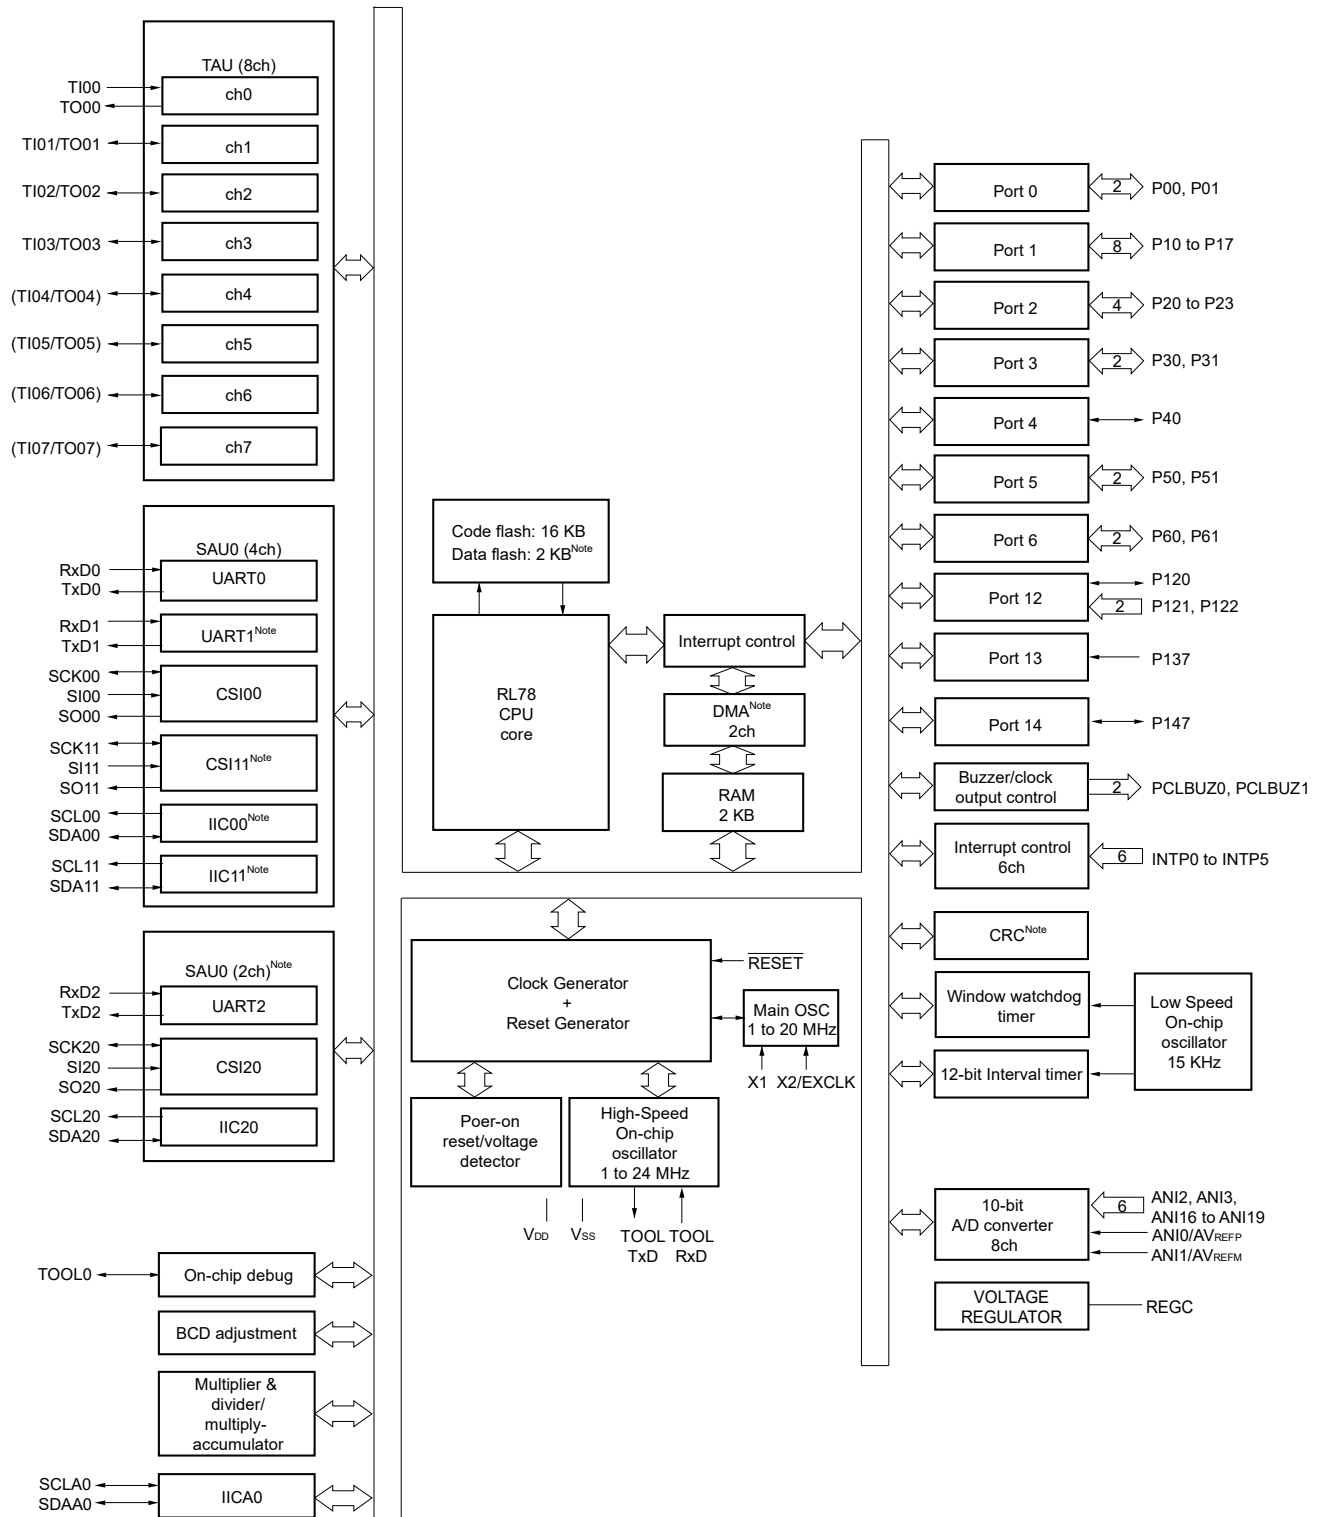 TAU (8ch)
TI00
TO00
ch0
TI01/TO01
ch1
TI02/TO02
ch2
TI03/TO03
ch3
(TI04/TO04)
ch4
(TI05/TO05)
ch5
(TI06/TO06)
ch6
(TI07/TO07)
ch7
SAU0 (4ch)
RxD0
TxD0
UART0
RxD1
TxD1
UART1Note
SCK00
SI00
SO00
CSI00
SCK11
SI11
SO11
CSI11Note
SCL00
SDA00
IIC00Note
SCL11
SDA11
IIC11Note
SAU0 (2ch)Note
RxD2
TxD2
UART2
SCK20
SI20
SO20
CSI20
SCL20
SDA20
IIC20
TOOL0
On-chip debug
BCD adjustment
Multiplier &
divider/
multiply-
accumulator
SCLA0
SDAA0
IICA0
Code flash: 16 KB
Data flash: 2 KBNote
RL78
CPU
core
Interrupt control
DMANote
2ch
RAM
2 KB
Clock Generator
+
Reset Generator
RESET
Main OSC
1 to 20 MHz
X1
X2/EXCLK
Poer-on
reset/voltage
detector
High-Speed
On-chip
oscillator
1 to 24 MHz
VDD
VSS
TOOL
TxD
TOOL
RxD
Port 0
2
P00, P01
Port 1
8
P10 to P17
Port 2
4
P20 to P23
Port 3
2
P30, P31
Port 4
P40
Port 5
2
P50, P51
Port 6
2
P60, P61
Port 12
P120
2
P121, P122
Port 13
P137
Port 14
P147
Buzzer/clock
output control
2
PCLBUZ0, PCLBUZ1
Interrupt control
6ch
6
INTP0 to INTP5
CRCNote
Window watchdog
timer
Low Speed
On-chip
oscillator
15 KHz
12-bit Interval timer
10-bit
A/D converter
8ch
6
ANI2, ANI3,
ANI16 to ANI19
ANI0/AVREFP
ANI1/AVREFM
VOLTAGE
REGULATOR
REGC